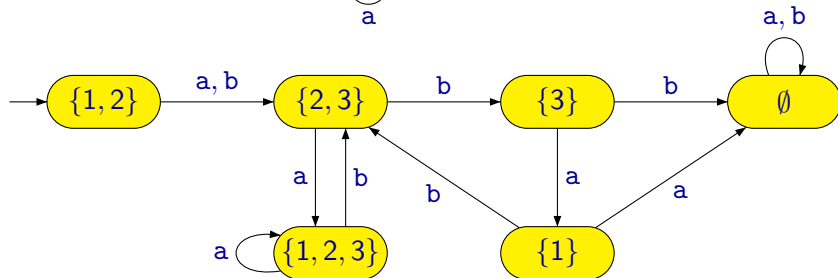 a
a, b
{1, 2} a, b {2, 3} b {3} b ∅
a b b a a
a {1, 2, 3} {1}